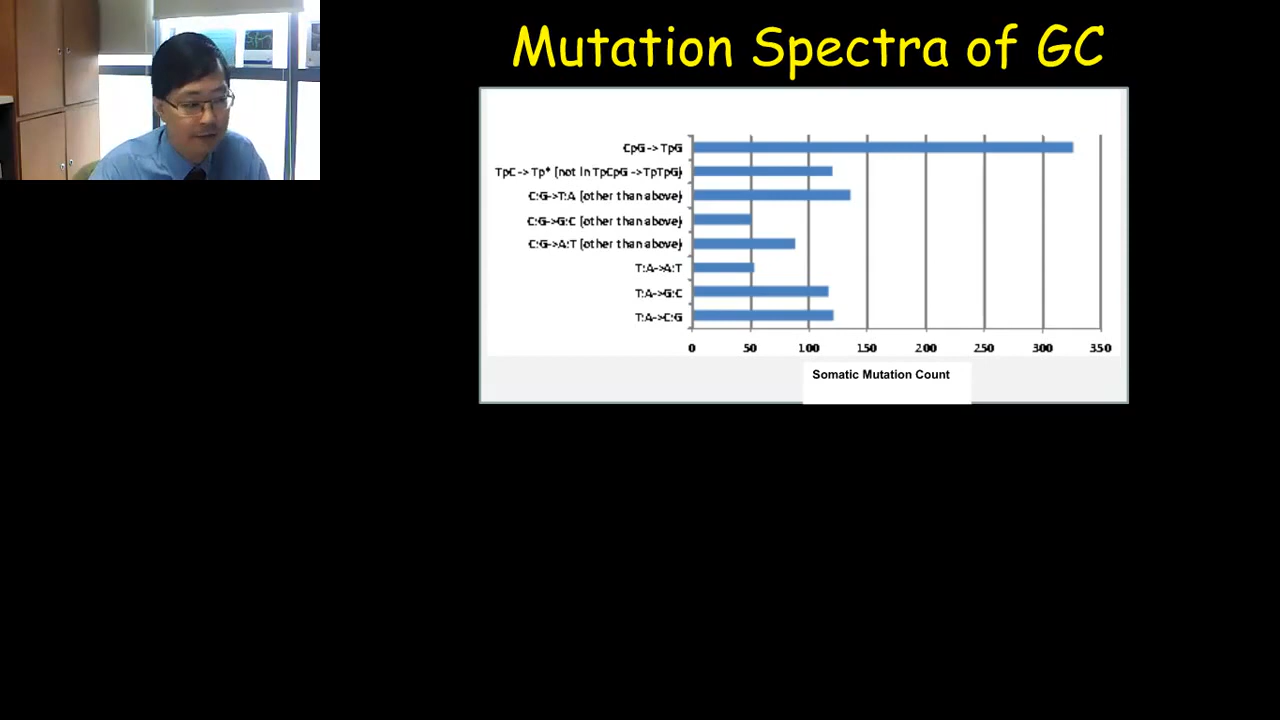 Mutation Spectra of GC
CpG -> TpG
TpC -> Tp* (not in TpCpG -> TpTpG)
C:G->T:A (other than above)
C:G->G:C (other than above)
C:G->A:T (other than above)
T:A->A:T
T:A->G:C
T:A->C:G
0 50 100 150 200 250 300 350
Somatic Mutation Count